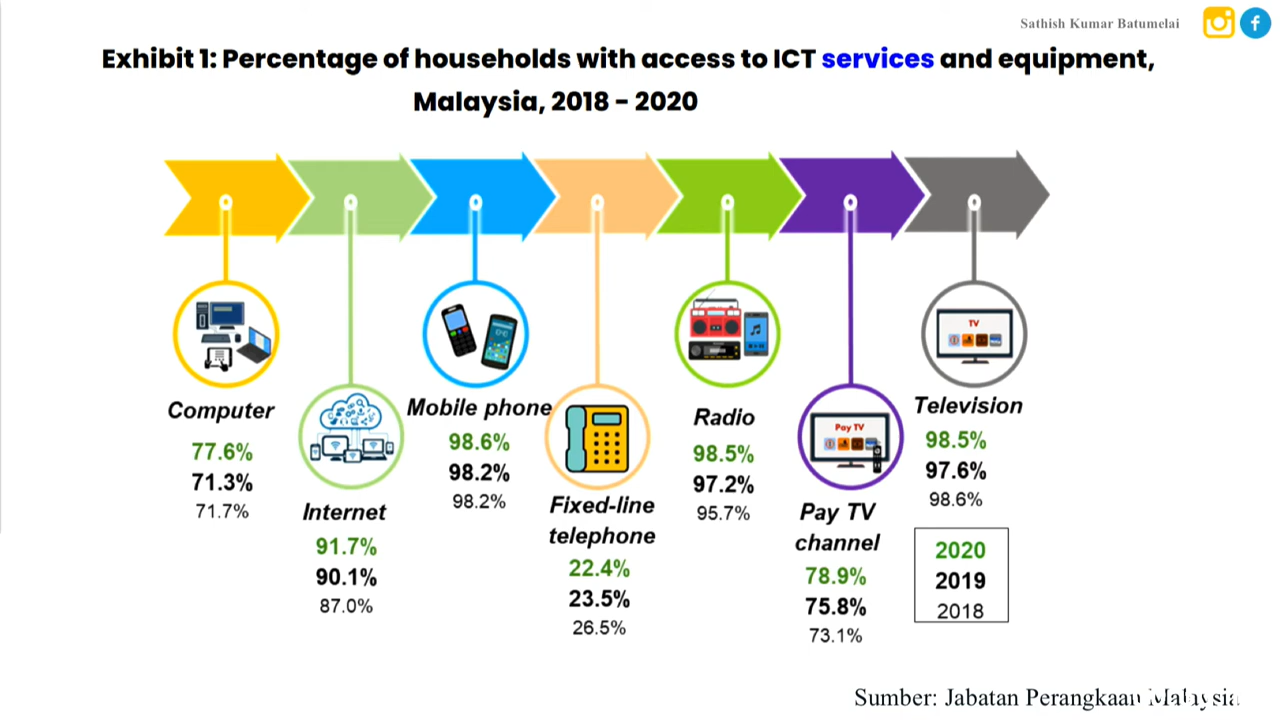 Sathish Kumar Batumelai
Exhibit 1: Percentage of households with access to ICT services and equipment,
Malaysia, 2018 - 2020
Computer
77.6%
71.3%
71.7%
Internet
91.7%
90.1%
87.0%
Mobile phone
98.6%
98.2%
98.2%
Fixed-line
telephone
22.4%
23.5%
26.5%
Radio
98.5%
97.2%
95.7%
Pay TV
Pay TV
channel
78.9%
75.8%
73.1%
TV
Television
98.5%
97.6%
98.6%
2020
2019
2018
Sumber: Jabatan Perangkaan Malaysia